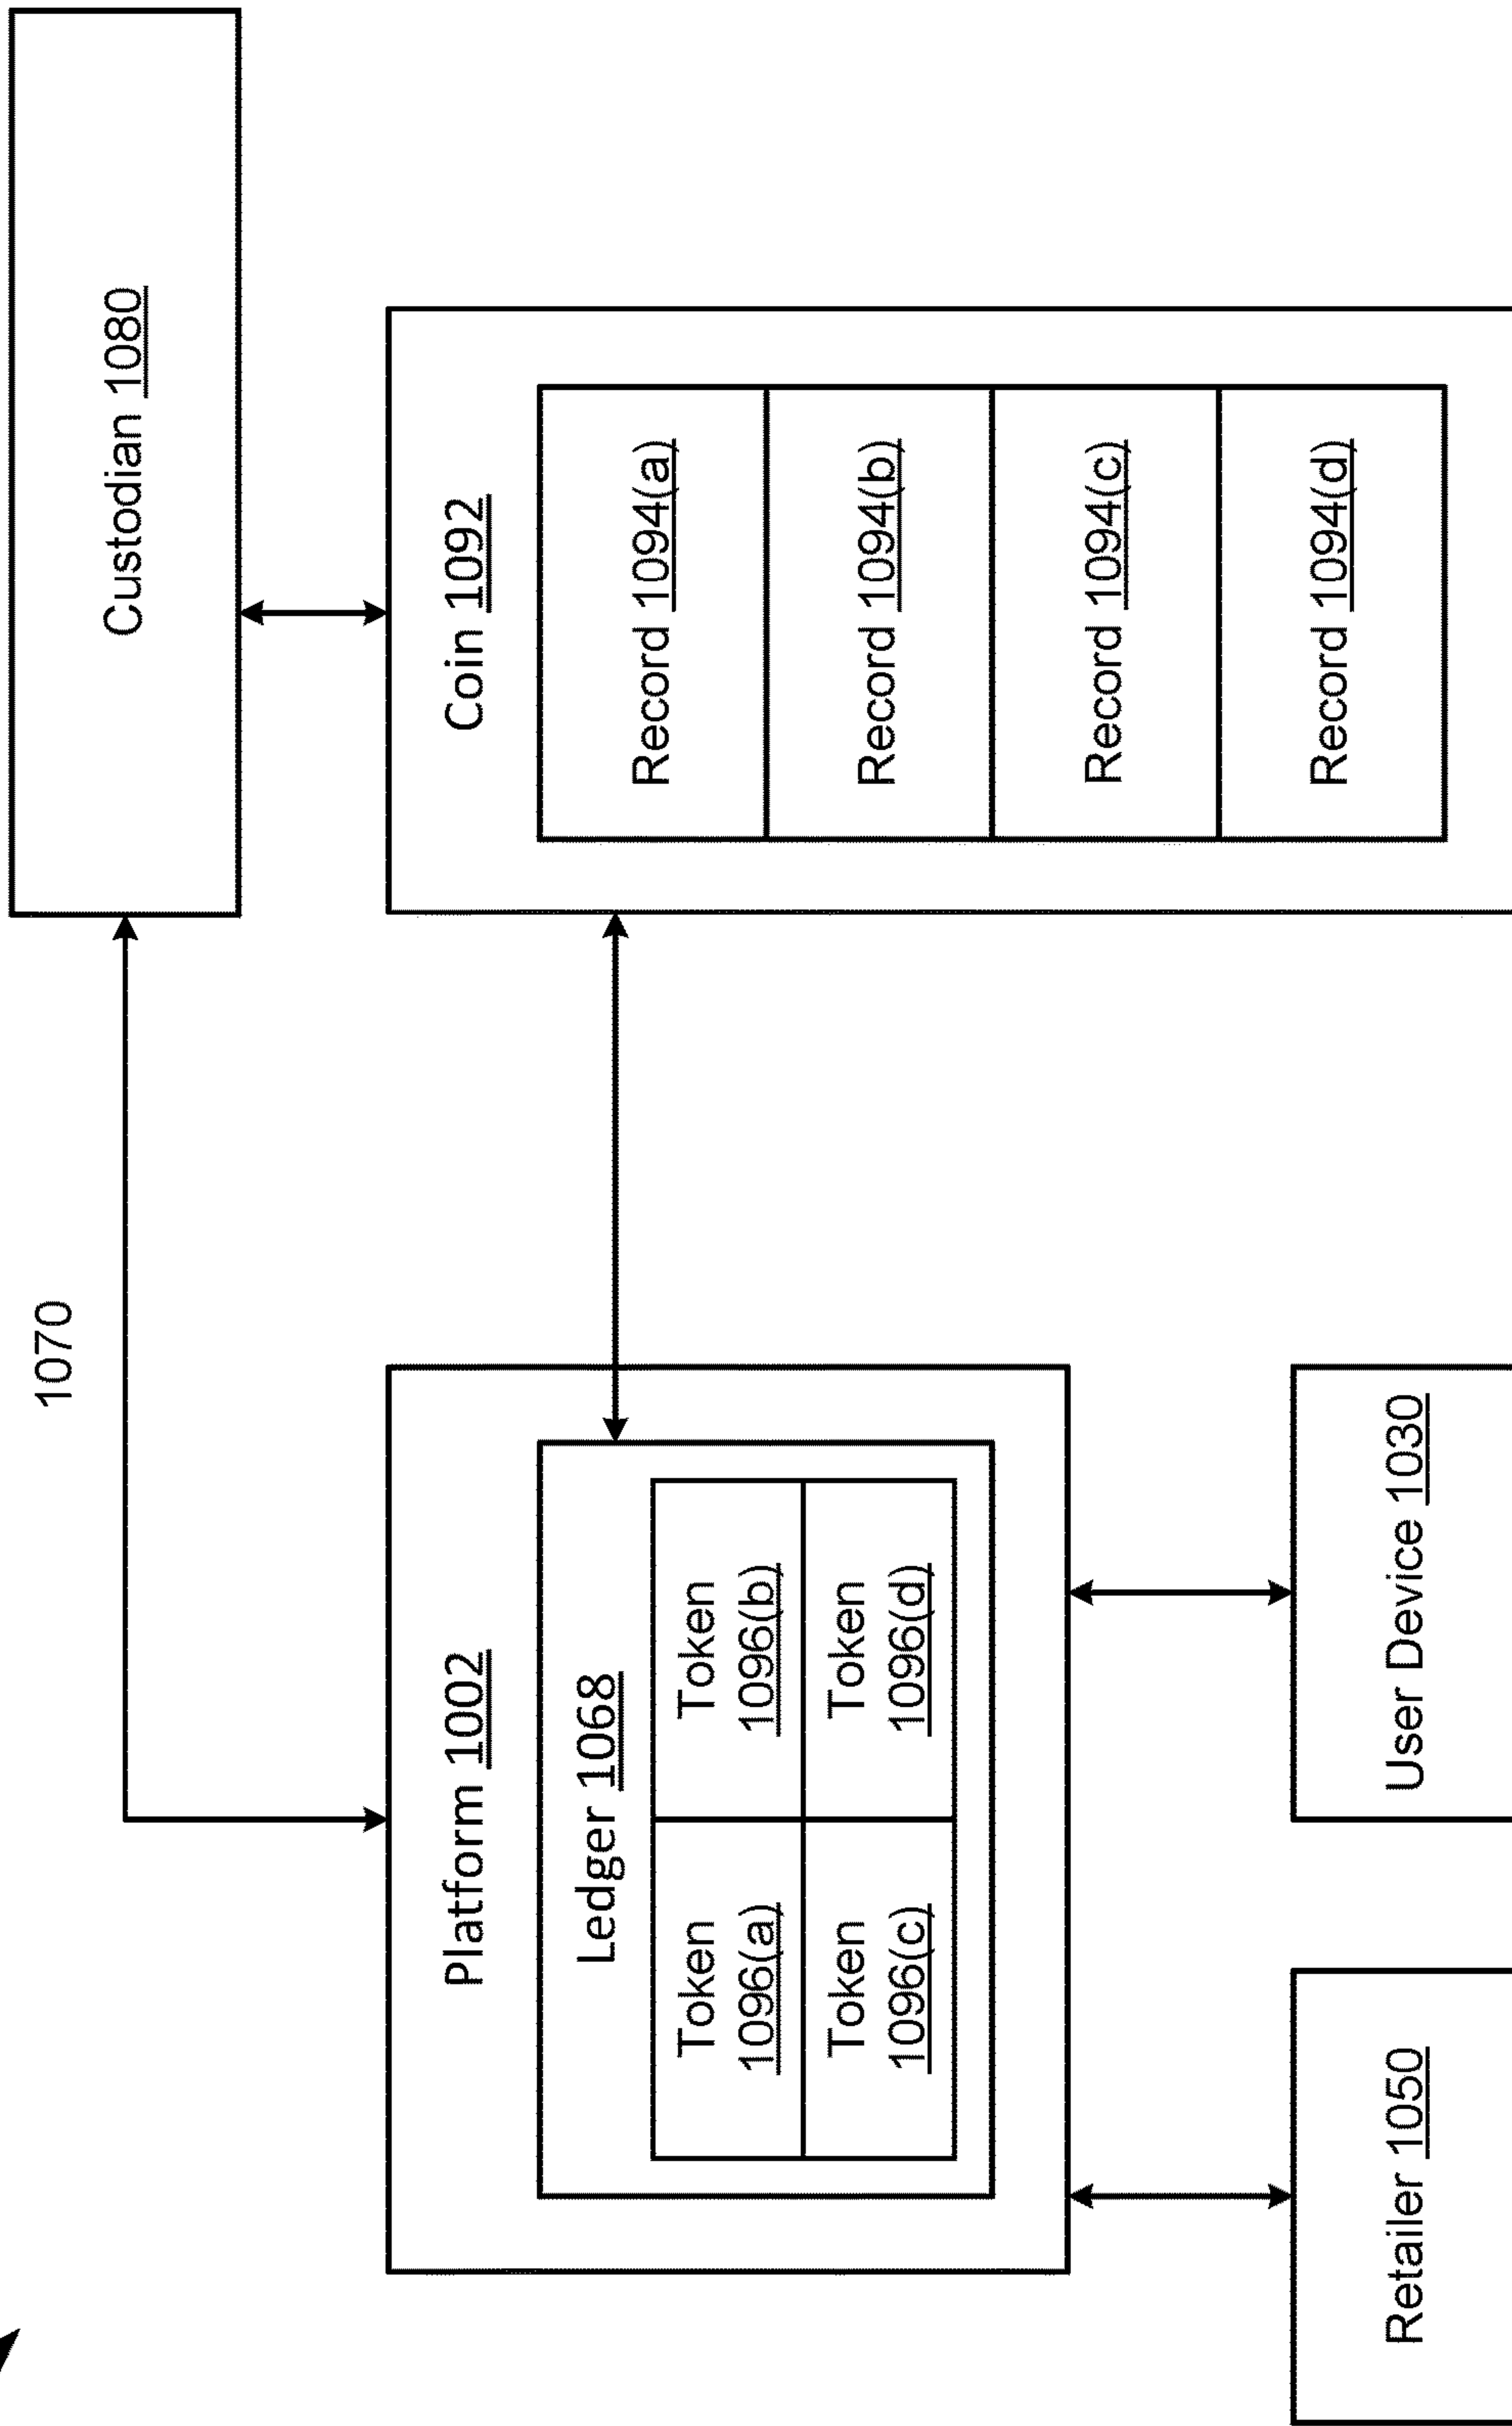 1070
Custodian 1080
Platform 1002
Ledger 1068
Token
1096(a)
Token
1096(b)
Token
1096(c)
Token
1096(d)
Coin 1092
Record 1094(a)
Record 1094(b)
Record 1094(c)
Record 1094(d)
Retailer 1050
User Device 1030